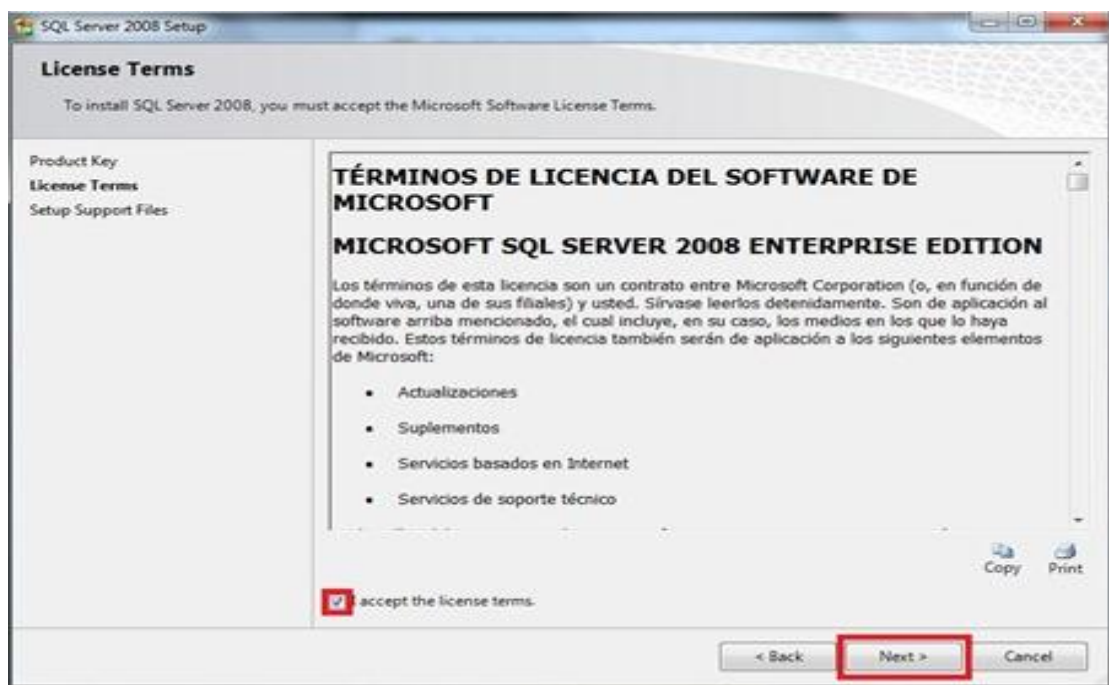 SQL Server 2008 Setup
License Terms
To install SQL Server 2008, you must accept the Microsoft Software License Terms.
Product Key
License Terms
Setup Support Files
TÉRMINOS DE LICENCIA DEL SOFTWARE DE
MICROSOFT
MICROSOFT SQL SERVER 2008 ENTERPRISE EDITION
Los términos de esta licencia son un contrato entre Microsoft Corporation (o, en función de
donde viva, una de sus filiales) y usted. Sírvase leerlos detenidamente. Son de aplicación al
software arriba mencionado, el cual incluye, en su caso, los medios en los que lo haya
recibido. Estos términos de licencia también serán de aplicación a los siguientes elementos
de Microsoft:
• Actualizaciones
• Suplementos
• Servicios basados en Internet
• Servicios de soporte técnico
Copy Print
accept the license terms.
< Back Next > Cancel